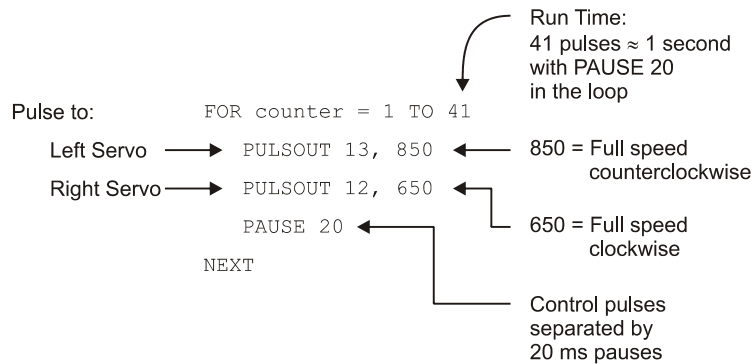 Run Time:
41 pulses ≈ 1 second
with PAUSE 20
in the loop
Pulse to:
FOR counter = 1 TO 41
Left Servo
PULSOUT 13, 850
850 = Full speed
counterclockwise
Right Servo
PULSOUT 12, 650
650 = Full speed
clockwise
PAUSE 20
NEXT
Control pulses
separated by
20 ms pauses